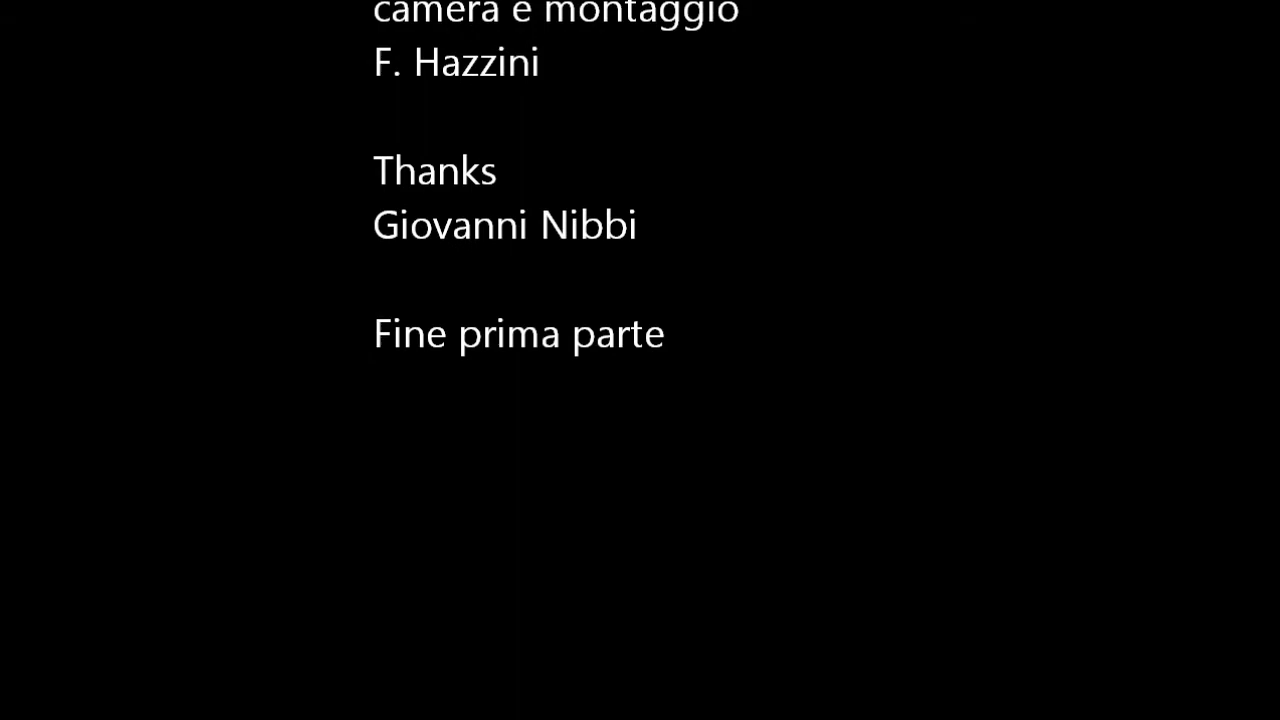 camera e montaggio
F. Hazzini
Thanks
Giovanni Nibbi
Fine prima parte